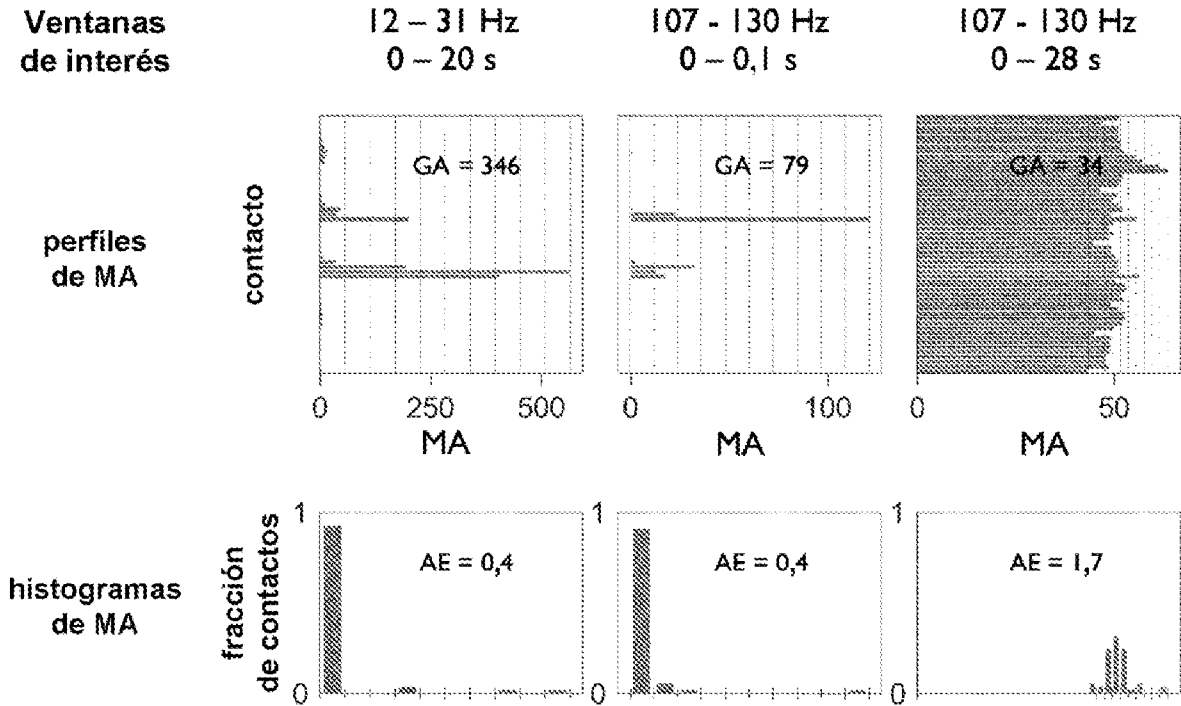 Ventanas
de interés
12 – 31 Hz
0 – 20 s
107 - 130 Hz
0 – 0,1 s
107 - 130 Hz
0 – 28 s
perfiles
de MA
contacto
GA = 346
GA = 79
GA = 34
0 250 500
MA
0 100
MA
50
MA
histogramas
de MA
fracción
de contactos
1
0
AE = 0,4
1
0
AE = 0,4
1
0
AE = 1,7